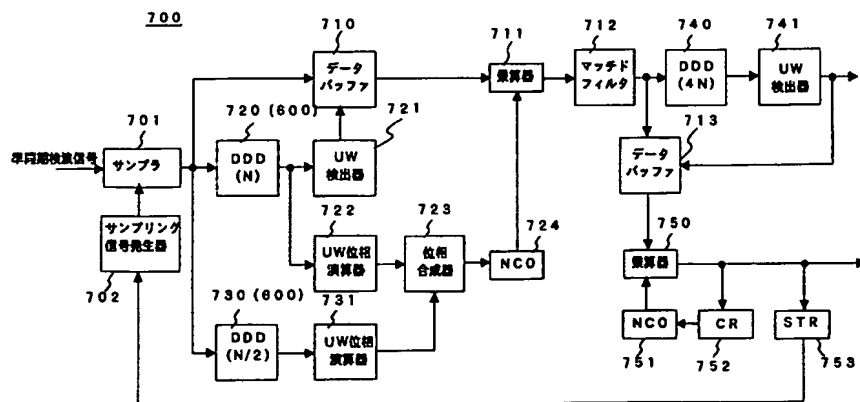 700
710
データ
バッファ
711
乗算器
712
マッチド
フィルタ
740
DDD
(4N)
741
UW
検出器
701
準同期検波信号
サンプラ
720(600)
DDD
(N)
721
UW
検出器
713
データ
バッファ
サンプリング
信号発生器
702
722
UW位相
演算器
723
位相
合成器
724
NCO
750
乗算器
730(600)
DDD
(N/2)
731
UW位相
演算器
NCO
751
CR
752
STR
753